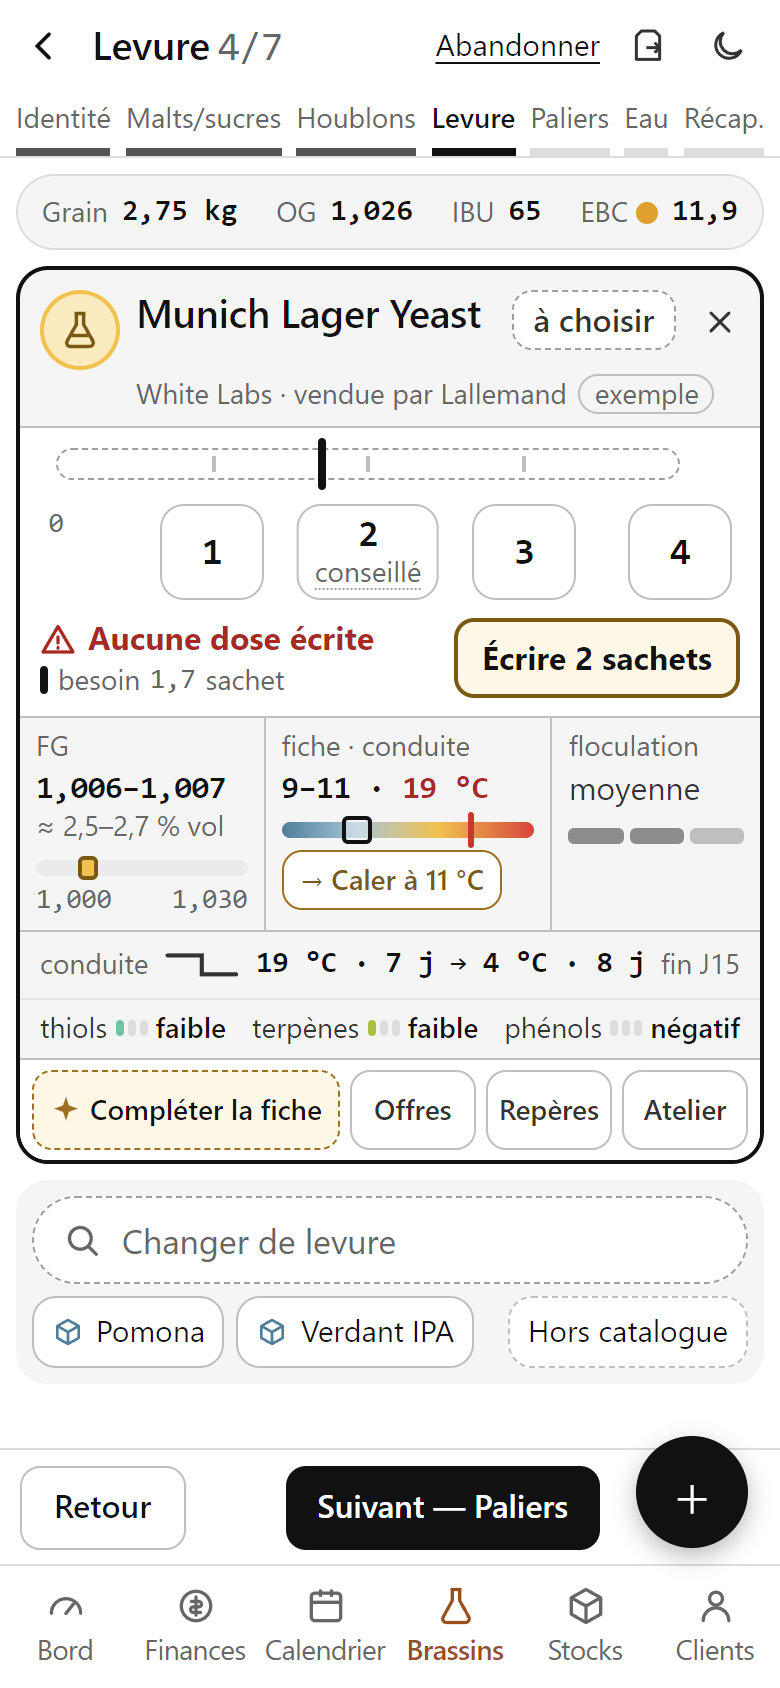 Levure 4/7 Abandonner
Identité Malts/sucres Houblons Levure Paliers Eau Récap.
Grain 2,75 kg OG 1,026 IBU 65 EBC 11,9
Munich Lager Yeast à choisir
White Labs · vendue par Lallemand exemple
0 1 2 3 4
conseillé
Aucune dose écrite
besoin 1,7 sachet
Écrire 2 sachets
FG
1,006–1,007
≈ 2,5–2,7 % vol
1,000 1,030
fiche · conduite
9–11 · 19 °C
→ Caler à 11 °C
floculation
moyenne
conduite 19 °C · 7 j → 4 °C · 8 j fin J15
thiols faible terpènes faible phénols négatif
Compléter la fiche Offres Repères Atelier
Changer de levure
Pomona Verdant IPA Hors catalogue
Retour Suivant — Paliers +
Bord Finances Calendrier Brassins Stocks Clients